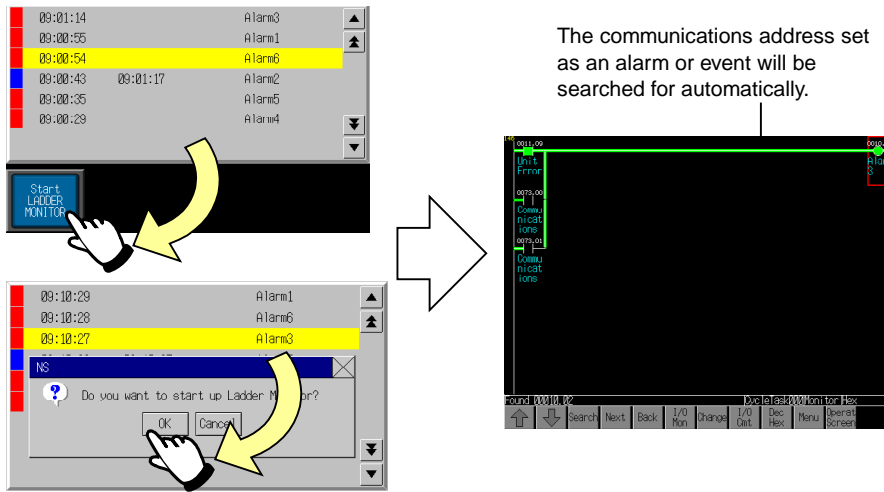 09:01:14 Alarm3
09:00:55 Alarm1
09:00:54 Alarm6
09:00:43 09:01:17 Alarm2
09:00:35 Alarm5
09:00:29 Alarm4
Start
LADDER
MONITOR
09:10:29 Alarm1
09:10:28 Alarm6
09:10:27 Alarm3
NS
Do you want to start up Ladder M or?
OK Cancel
The communications address set
as an alarm or event will be
searched for automatically.
146
0011.09 0010.
Unit Alar
Error 3
0073.00
Commu
nicat
ions
0073.01
Commu
nicat
ions
Found 00010.02 CycleTask000Monitor Hex
Search Next Back I/O Mon Change I/O Cmt Dec Hex Menu Operat Screen